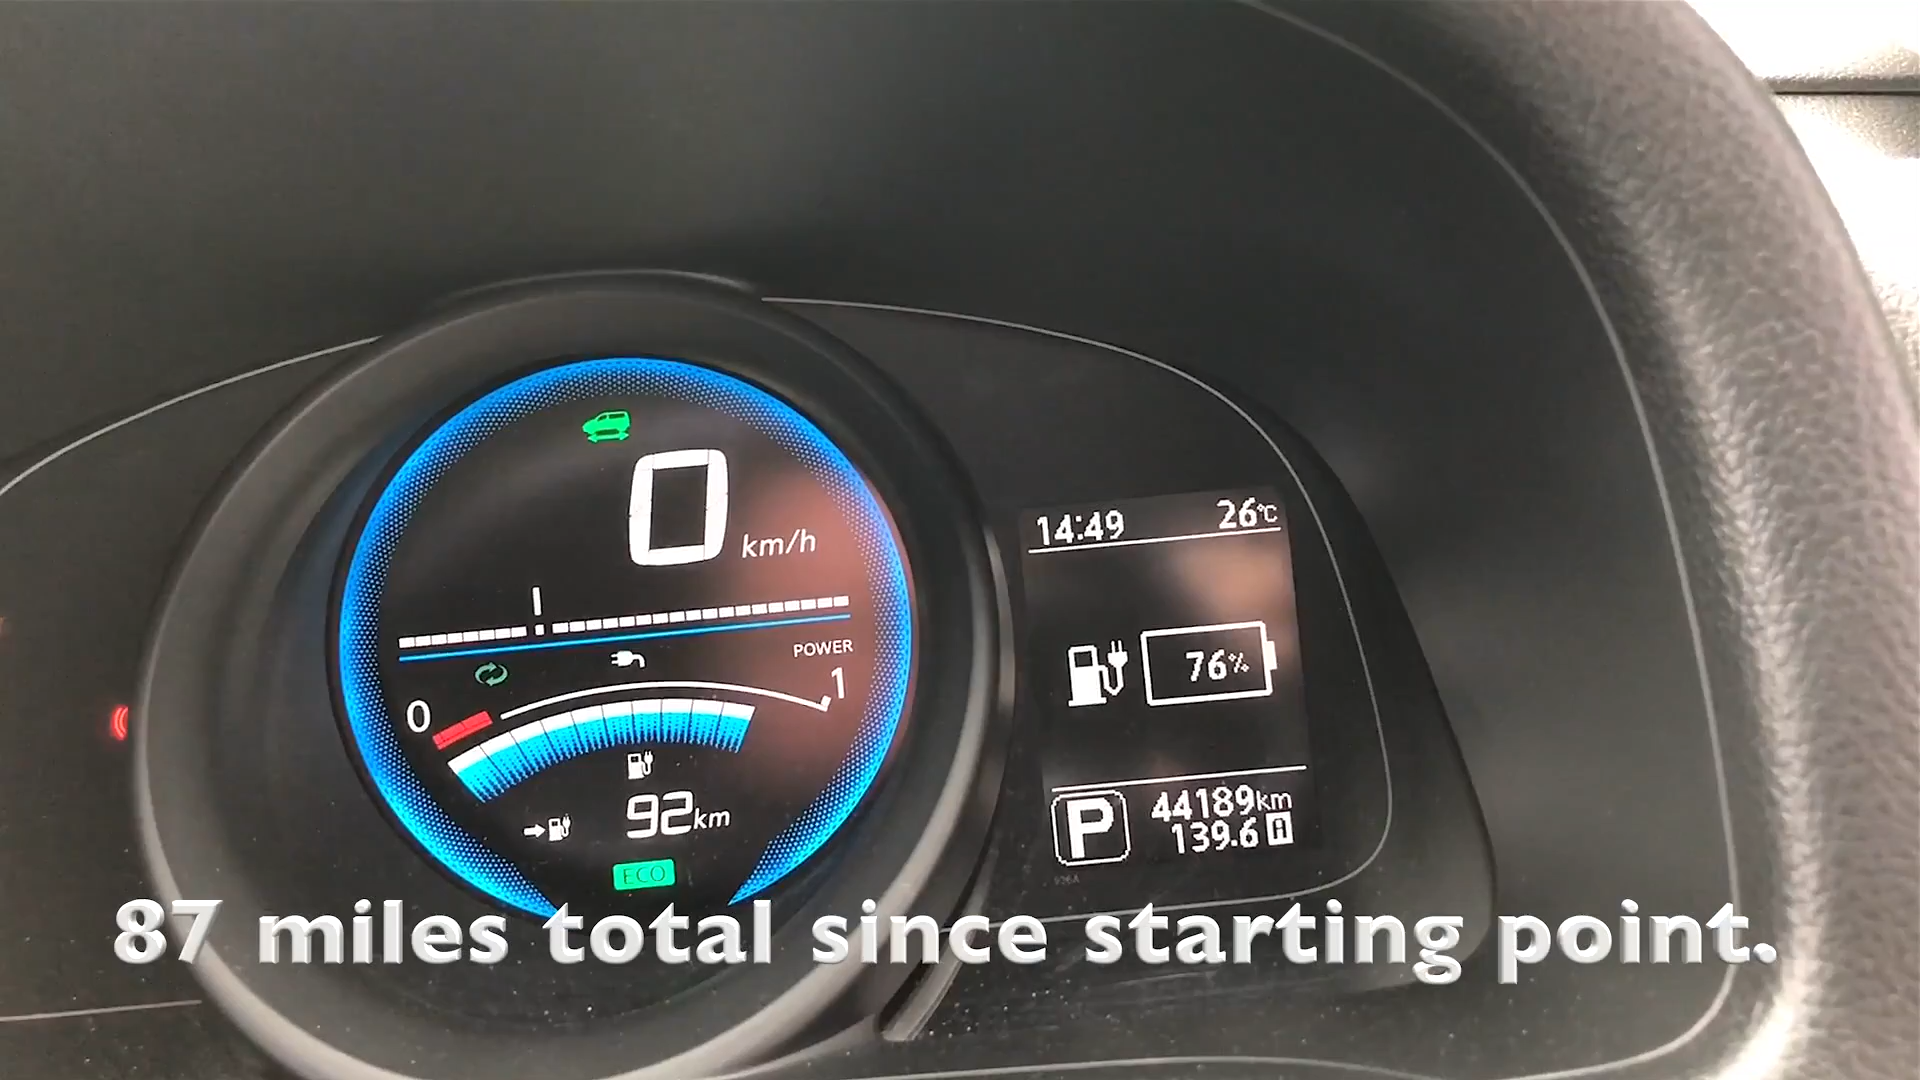 0 km/h
POWER
0 1
92km
ECO
14:49 26°C
76%
P 44189km
139.6 A
926A
87 miles total since starting point.